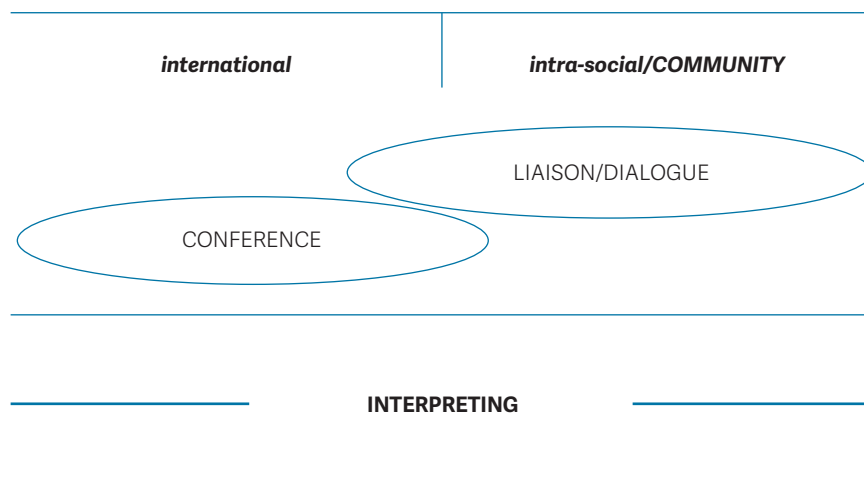 international
intra-social/COMMUNITY
LIAISON/DIALOGUE
CONFERENCE
INTERPRETING